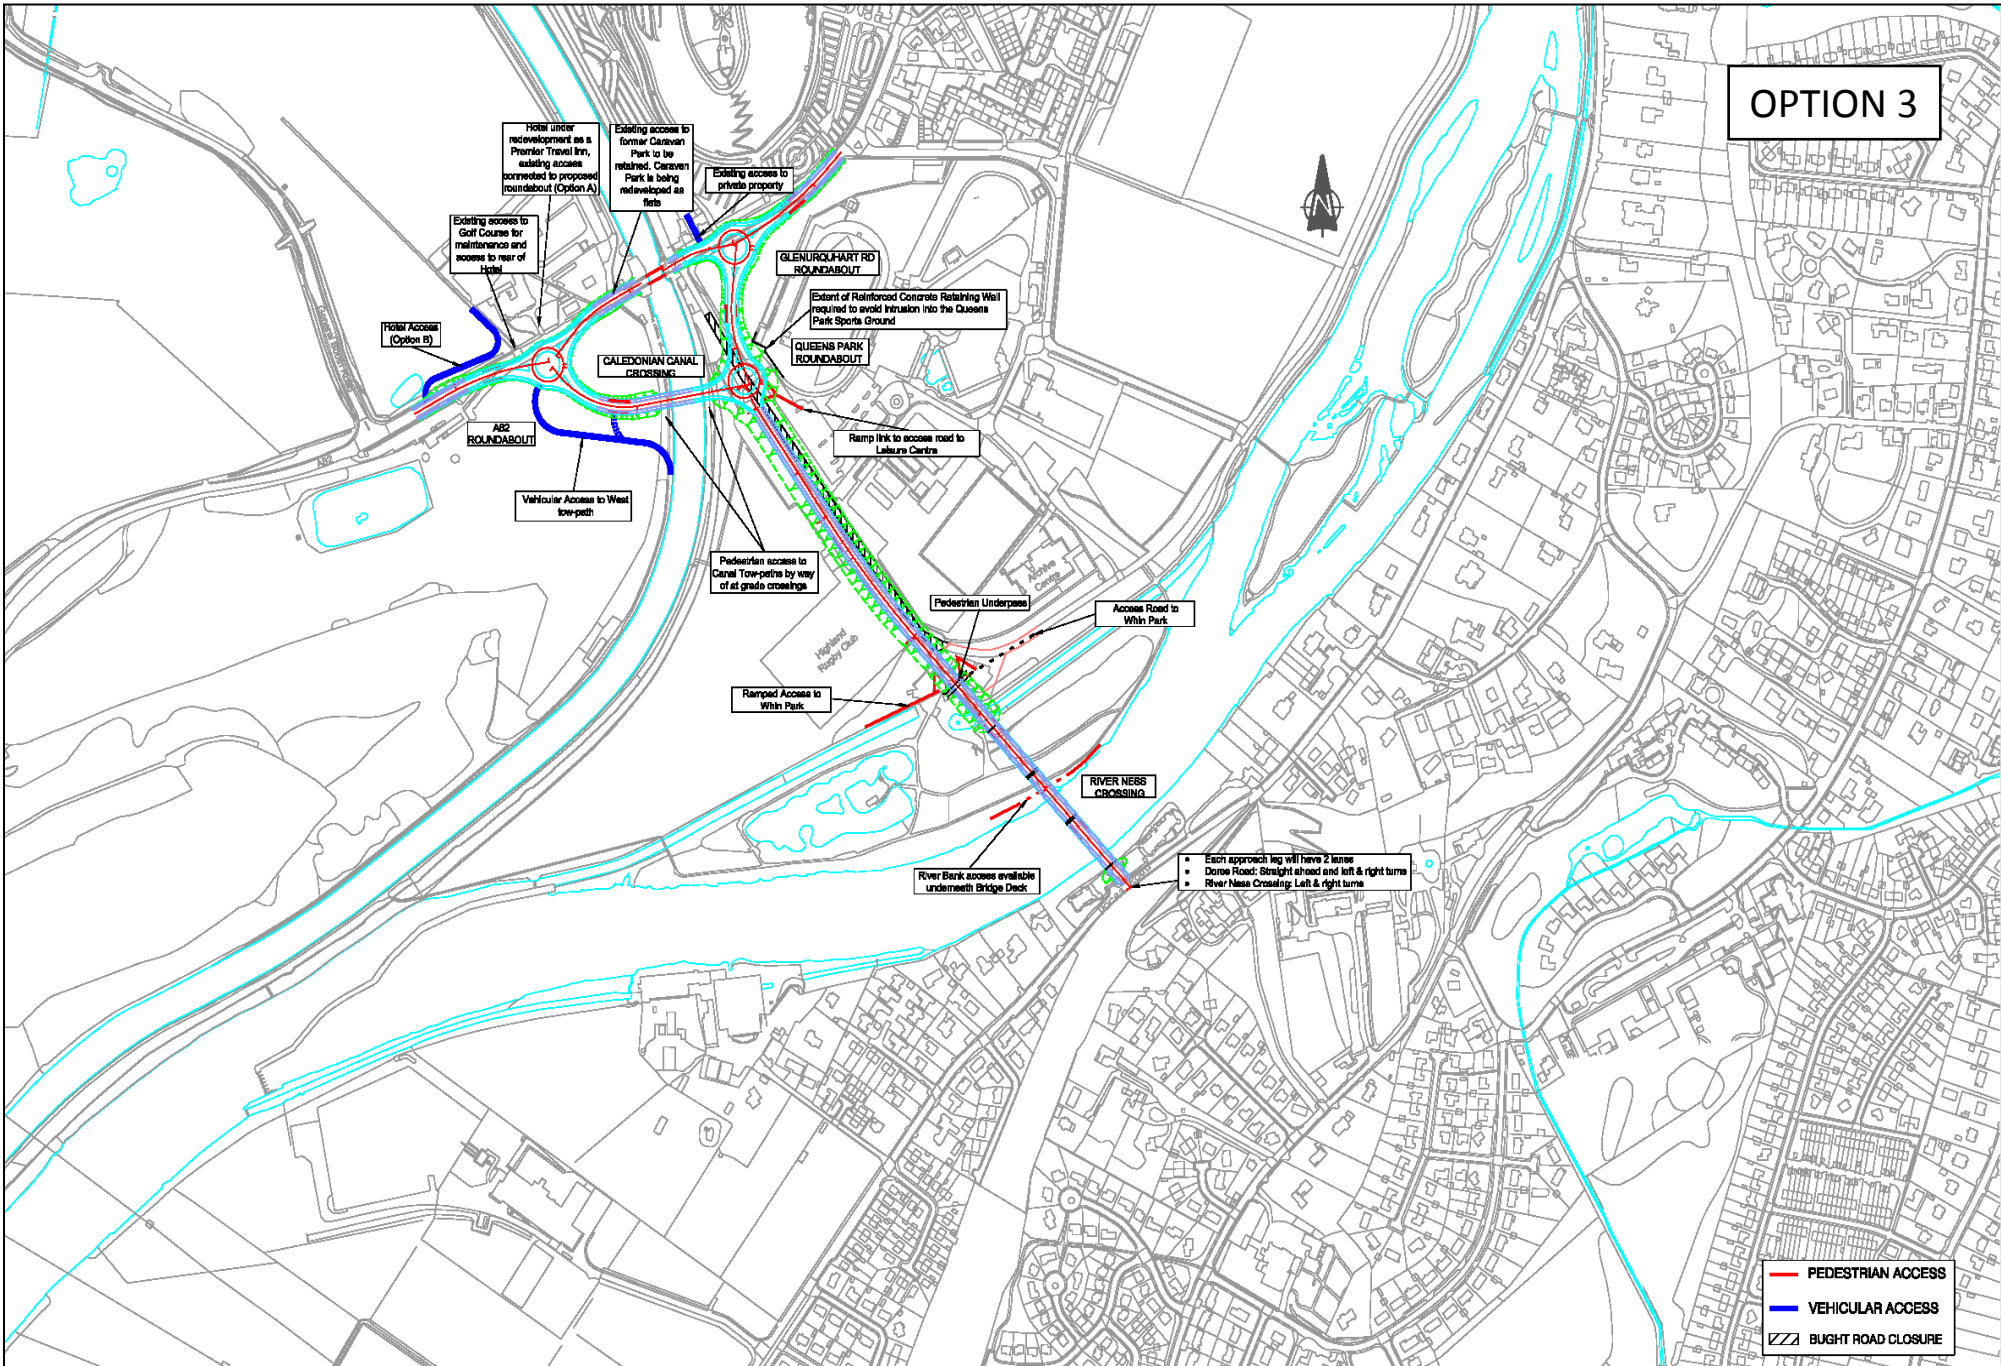 OPTION 3
Hotel under
redevelopment as a
Premier Travel Inn,
existing access
connected to proposed
roundabout (Option A)
Existing access to
former Caravan
Park to be
retained. Caravan
Park is being
redeveloped as
flats
Existing access to
private property
Existing access to
Golf Course for
maintenance and
access to rear of
Hotel
GLENURQUHART RD
ROUNDABOUT
Extent of Reinforced Concrete Retaining Wall
required to avoid intrusion into the Queens
Park Sports Ground
Hotel Access
(Option B)
QUEENS PARK
ROUNDABOUT
CALEDONIAN CANAL
CROSSING
A82
ROUNDABOUT
A82
Ramp link to access road to
Leisure Centre
Vehicular Access to West
tow-path
Pedestrian access to
Canal Tow-paths by way
of at grade crossings
Archive
Centre
Pedestrian Underpass
Access Road to
Whin Park
Highland
Rugby Club
Ramped Access to
Whin Park
RIVER NESS
CROSSING
River Bank access available
underneath Bridge Deck
• Each approach leg will have 2 lanes
• Dores Road: Straight ahead and left & right turns
• River Ness Crossing: Left & right turns
PEDESTRIAN ACCESS
VEHICULAR ACCESS
BUGHT ROAD CLOSURE